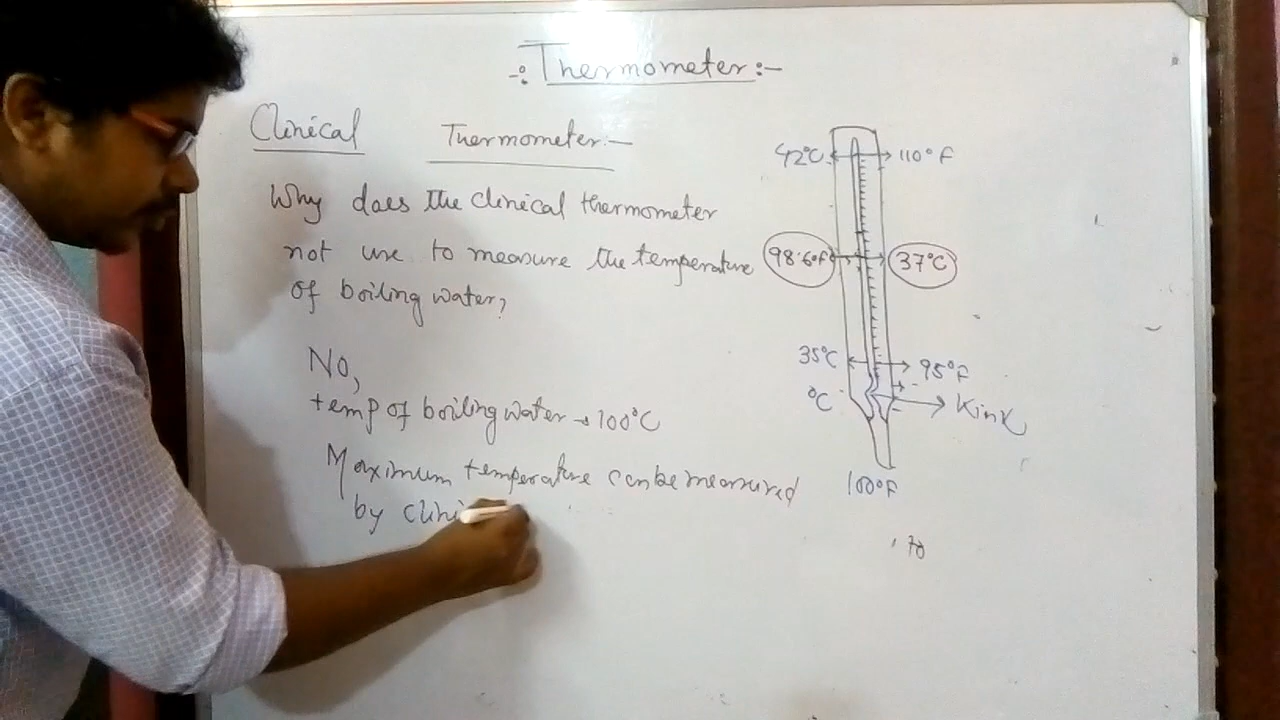 -: Thermometer:-
Clinical Thermometer:-
Why does the clinical thermometer
not use to measure the temperature
of boiling water?
No,
temp of boiling water → 100°C
Maximum temperature can be measured
by clini
42°C 110°F
98.6°F 37°C
35°C 95°F
°C Kink
100°F